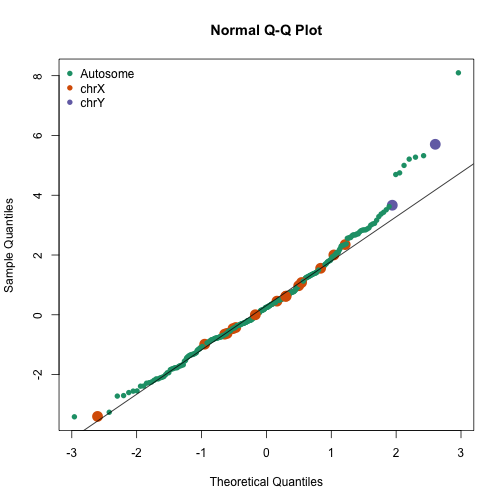 Normal Q-Q Plot
Autosome
chrX
chrY
8
6
4
2
0
-2
Sample Quantiles
-3 -2 -1 0 1 2 3
Theoretical Quantiles